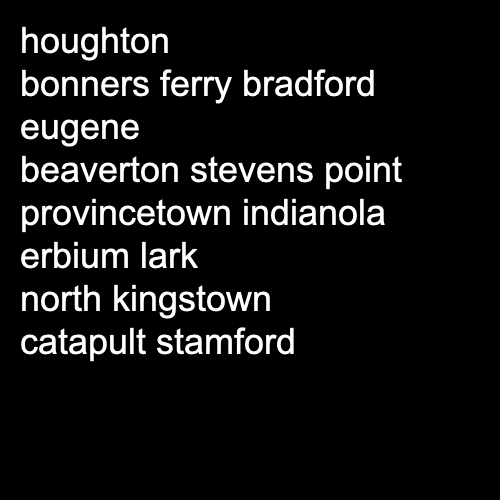 houghton
bonners ferry bradford
eugene
beaverton stevens point
provincetown indianola
erbium lark
north kingstown
catapult stamford